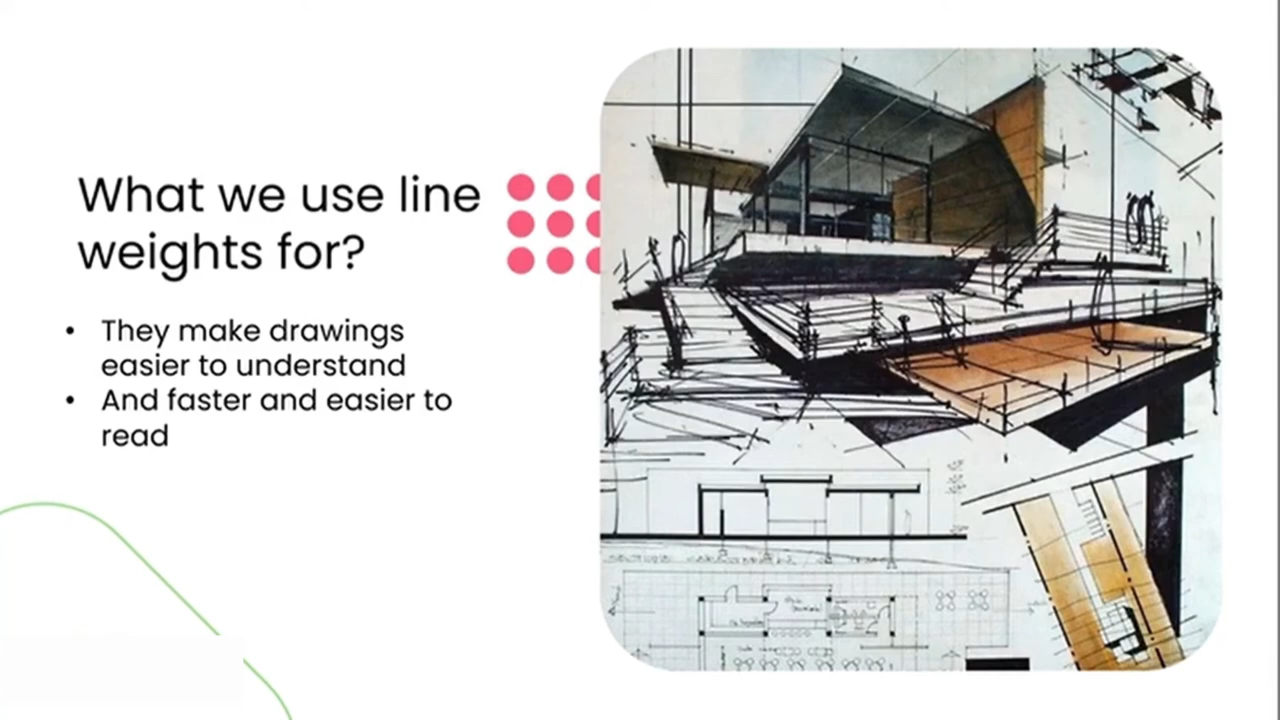 What we use line
weights for?
• They make drawings
easier to understand
• And faster and easier to
read